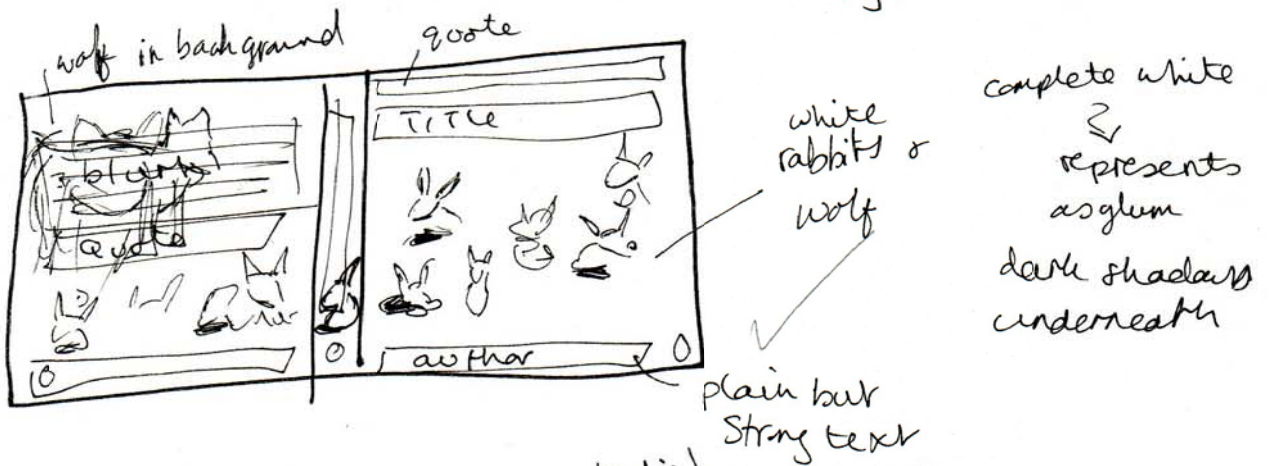 wolf in background
quote
TITLE
blurb
Quote
author
white
rabbits &
wolf
complete white
represents
asylum
dark shadows
underneath
plain but
Strong text